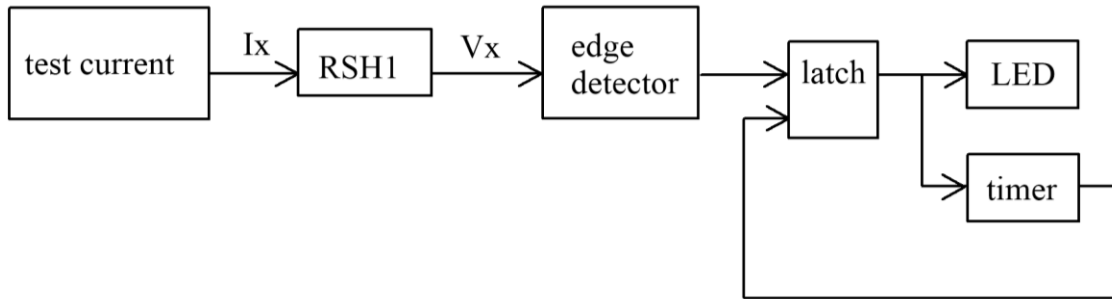 test current
Ix
RSH1
Vx
edge
detector
latch
LED
timer